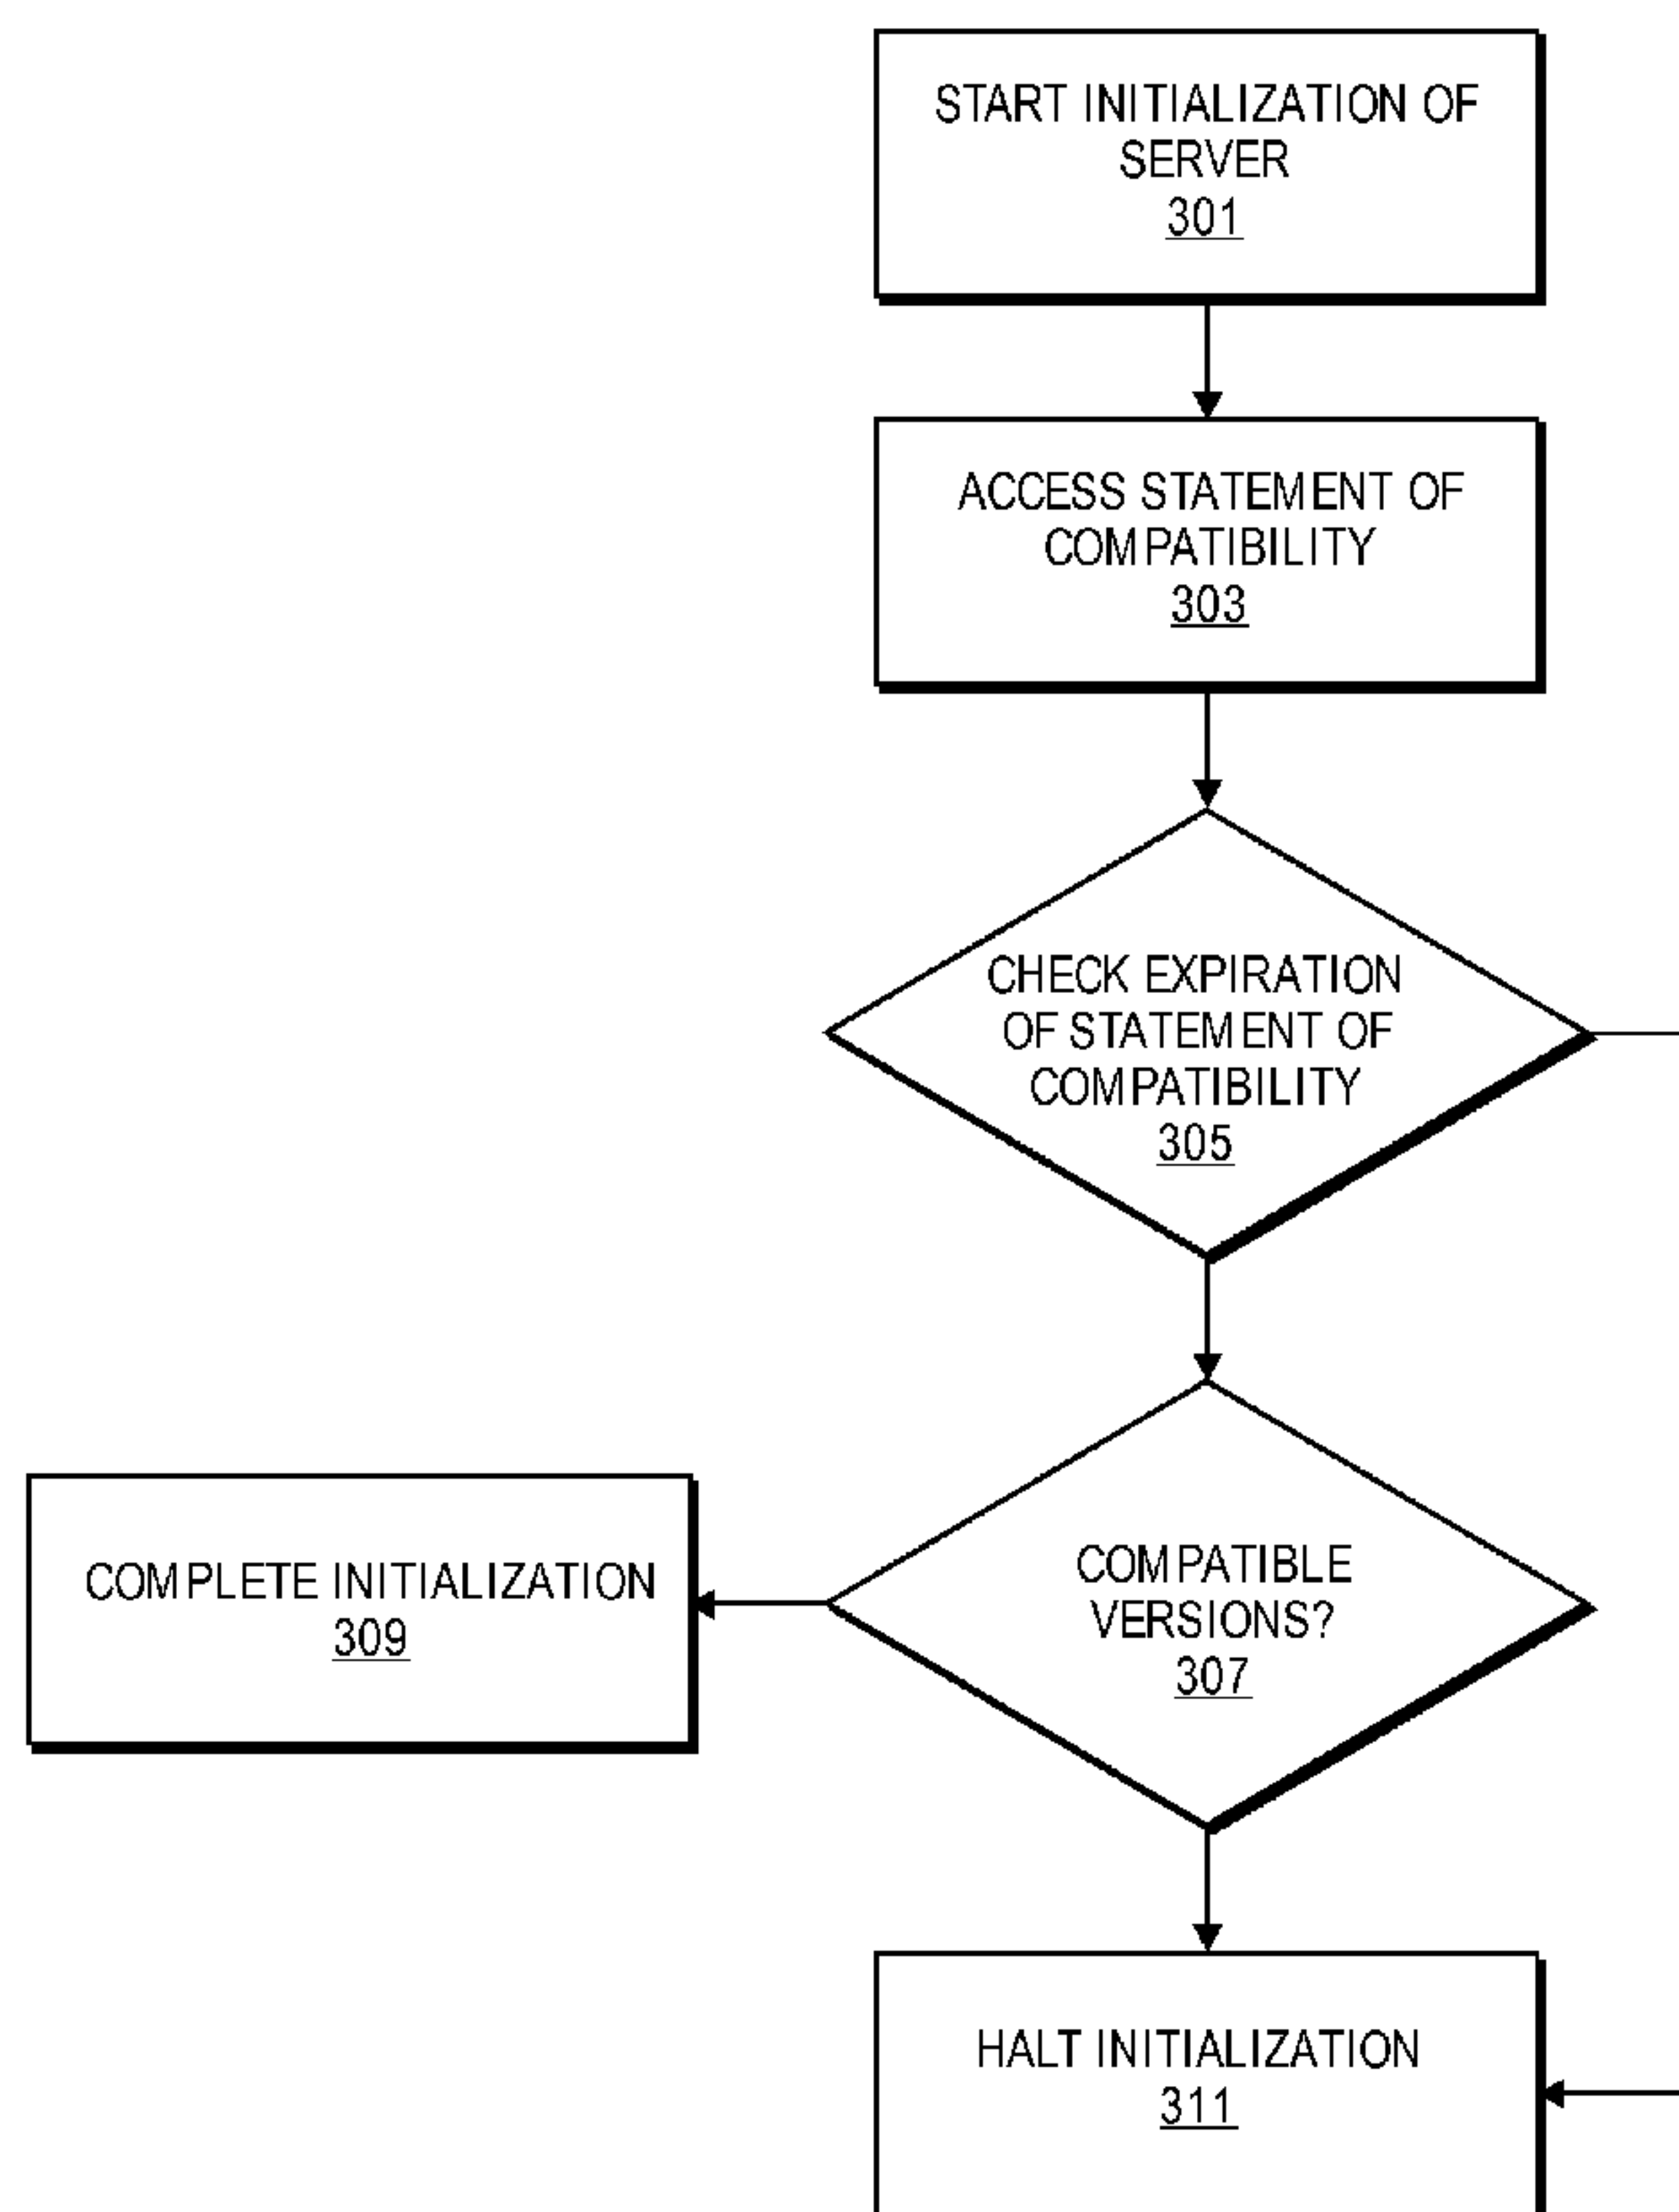 START INITIALIZATION OF
SERVER
301
ACCESS STATEMENT OF
COMPATIBILITY
303
CHECK EXPIRATION
OF STATEMENT OF
COMPATIBILITY
305
COMPATIBLE
VERSIONS?
307
COMPLETE INITIALIZATION
309
HALT INITIALIZATION
311